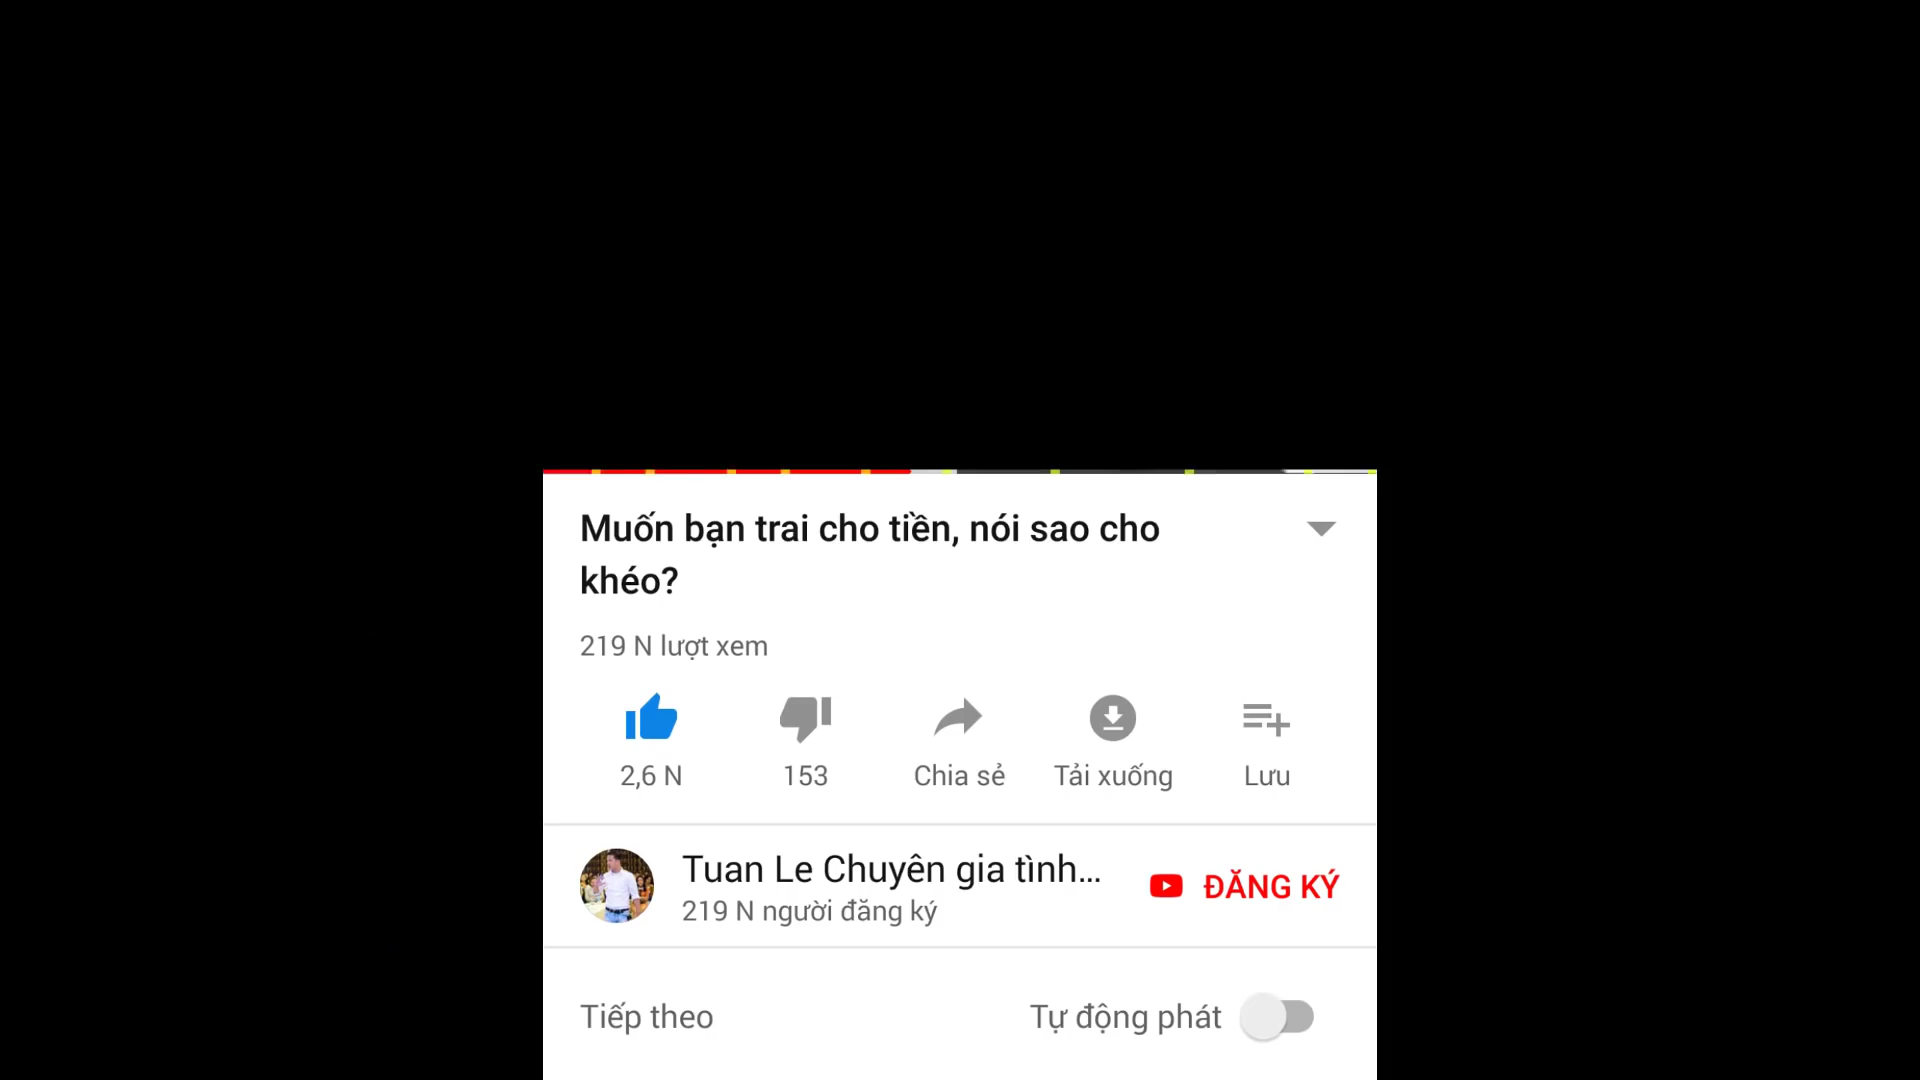 Muốn bạn trai cho tiền, nói sao cho
khéo?
219 N lượt xem
2,6 N 153 Chia sẻ Tải xuống Lưu
Tuan Le Chuyên gia tình... ĐĂNG KÝ
219 N người đăng ký
Tiếp theo Tự động phát